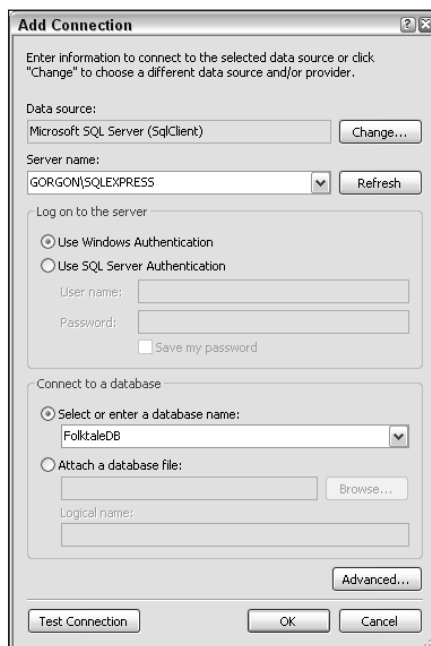 Add Connection
Enter information to connect to the selected data source or click
"Change" to choose a different data source and/or provider.
Data source:
Microsoft SQL Server (SqlClient)
Change...
Server name:
GORGON\SQLEXPRESS
Refresh
Log on to the server
Use Windows Authentication
Use SQL Server Authentication
User name:
Password:
Save my password
Connect to a database
Select or enter a database name:
FolktaleDB
Attach a database file:
Browse...
Logical name:
Advanced...
Test Connection
OK
Cancel